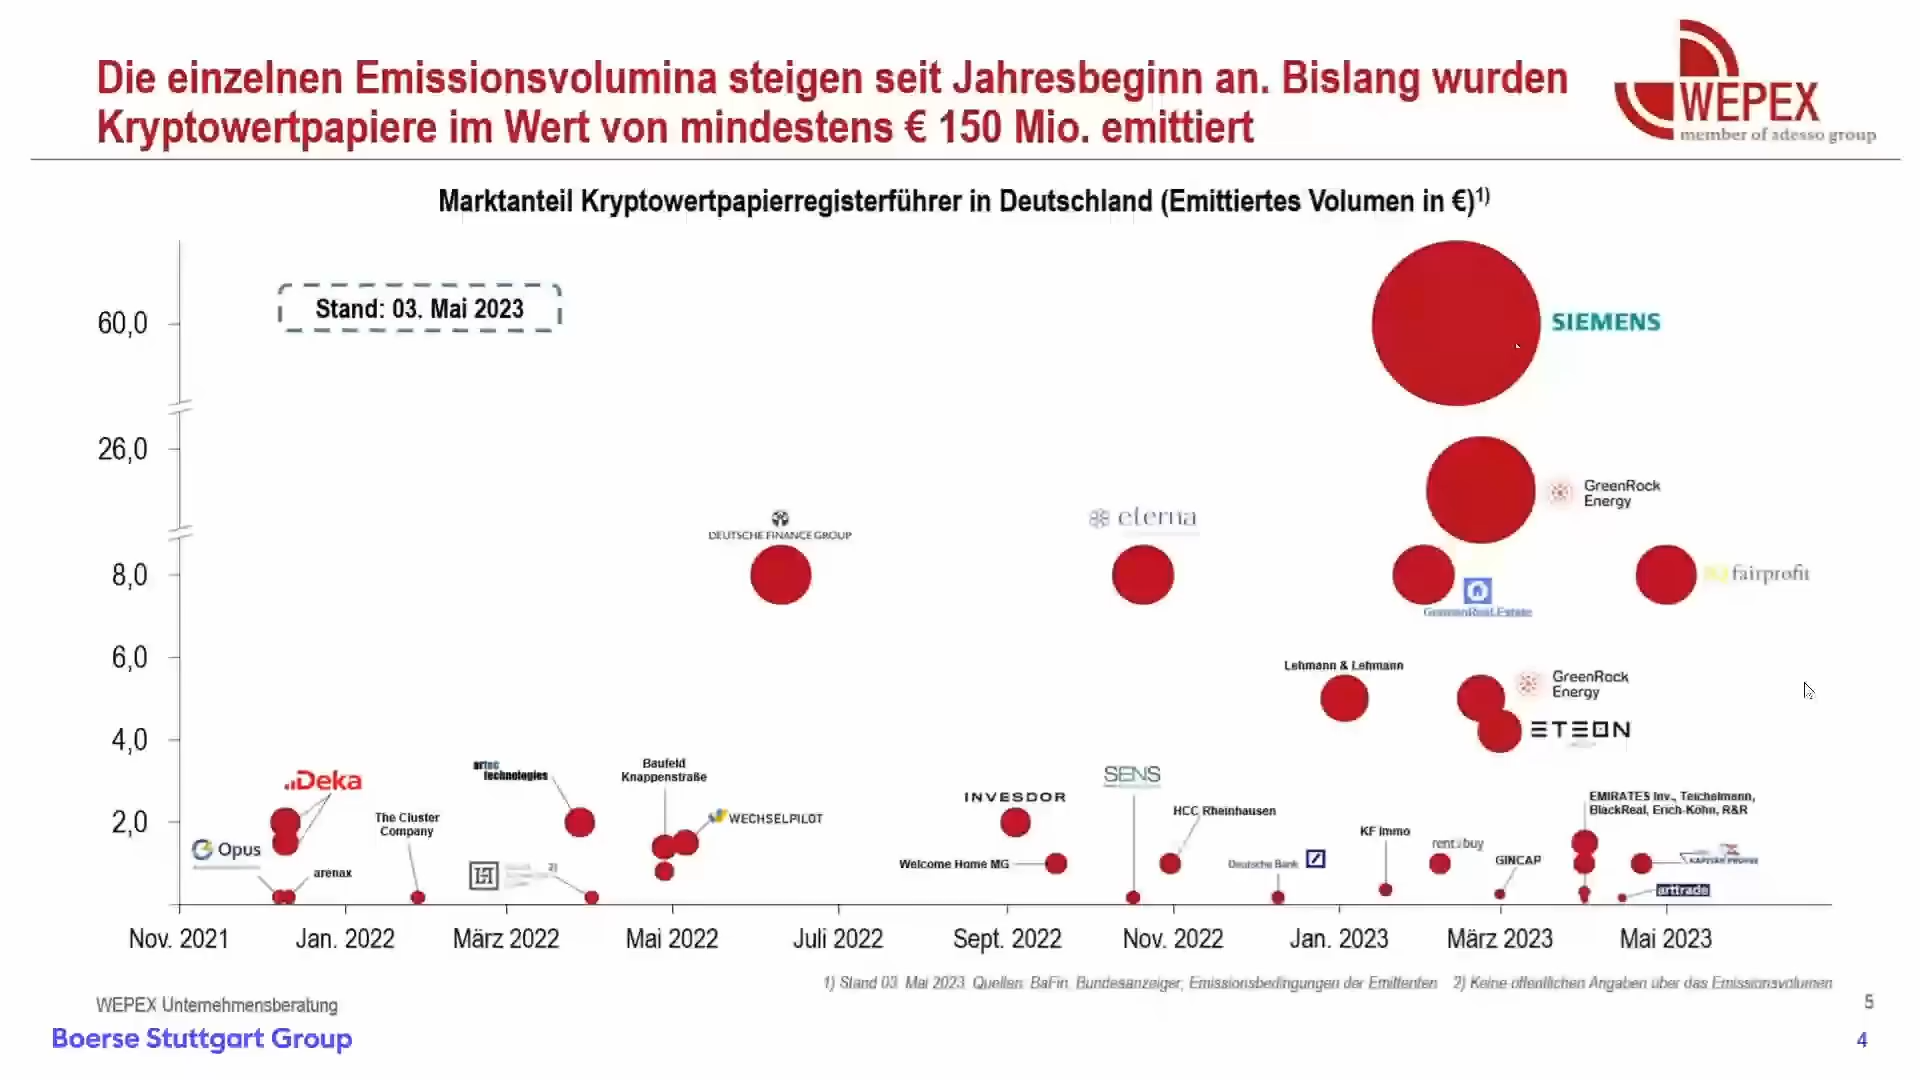 Die einzelnen Emissionsvolumina steigen seit Jahresbeginn an. Bislang wurden
Kryptowertpapiere im Wert von mindestens € 150 Mio. emittiert
WEPEX
member of adesso group
Marktanteil Kryptowertpapierregisterführer in Deutschland (Emittiertes Volumen in €)1)
Stand: 03. Mai 2023
60,0
SIEMENS
26,0
GreenRock
Energy
eterna
DEUTSCHE FINANCE GROUP
8,0
fairprofit
6,0
Lehmann & Lehmann
GreenRock
Energy
4,0
ETEON
artec
technologies
Baufeld
Knappenstraße
SENS
Deka
INVESDOR
EMIRATES Inv., Teichelmann,
BlackReal, Erich-Köhn, R&R
2,0
The Cluster
Company
WECHSELPILOT
HCC Rheinhausen
KF Immo
rent2buy
Opus
arenax
2)
Welcome Home MG
Deutsche Bank
GINCAP
arttrade
Nov. 2021
Jan. 2022
März 2022
Mai 2022
Juli 2022
Sept. 2022
Nov. 2022
Jan. 2023
März 2023
Mai 2023
1) Stand 03. Mai 2023. Quellen: BaFin, Bundesanzeiger, Emissionsbedingungen der Emittenten 2) Keine öffentlichen Angaben über das Emissionsvolumen
WEPEX Unternehmensberatung
5
Boerse Stuttgart Group
4